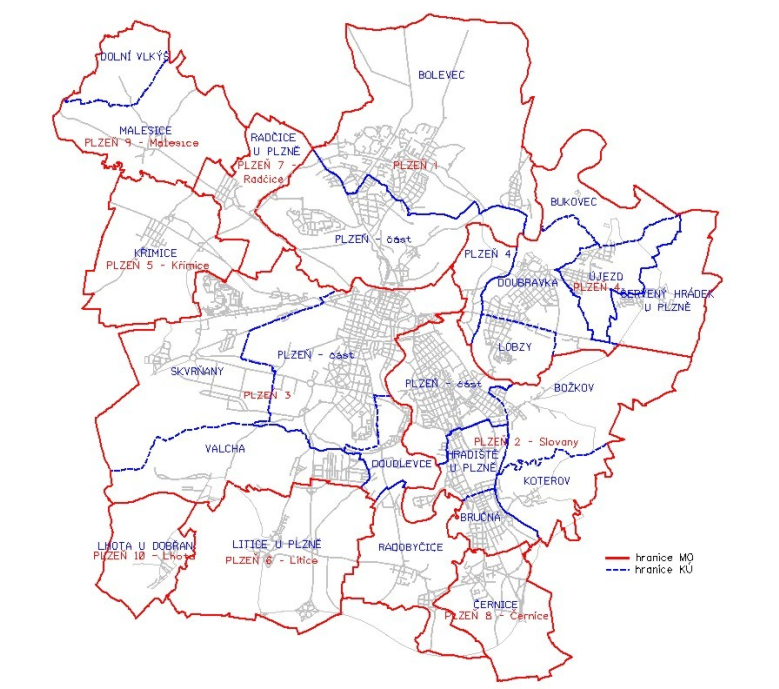 DOLNÍ VLKÝŠ
BOLEVEC
MALESICE
PLZEŇ 9 - Malesice
RADČICE
U PLZNĚ
PLZEŇ 7 -
Radčice
PLZEŇ 1
BUKOVEC
PLZEŇ - část
KŘIMICE
PLZEŇ 5 - Křimice
PLZEŇ 4
DOUBRAVKA
ÚJEZD
PLZEŇ 4
ČERVENÝ HRÁDEK
U PLZNĚ
LOBZY
PLZEŇ - část
SKVRŇANY
PLZEŇ - část
BOŽKOV
PLZEŇ 3
PLZEŇ 2 - Slovany
VALCHA
HRADIŠTĚ
U PLZNĚ
DOUDLEVCE
KOTEROV
BRUČNÁ
LHOTA U DOBŘAN
PLZEŇ 10 - Lhota
LITICE U PLZNĚ
PLZEŇ 6 - Litice
RADOBYČICE
hranice MO
hranice KÚ
ČERNICE
PLZEŇ 8 - Černice